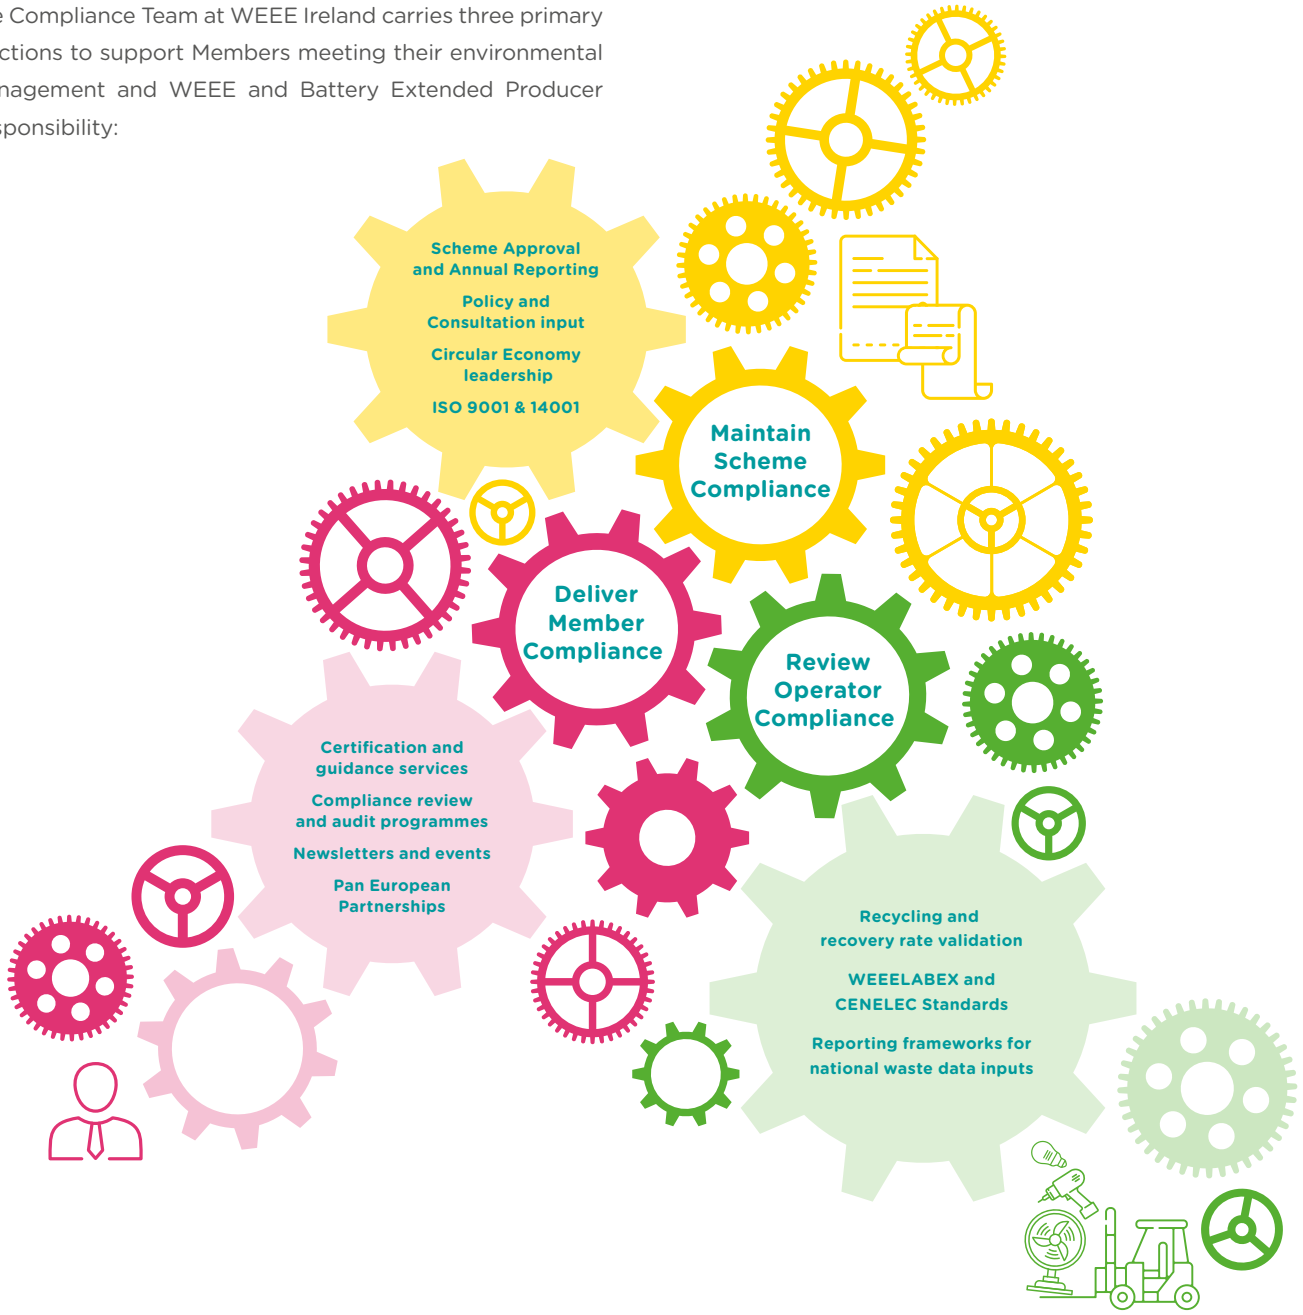 e Compliance Team at WEEE Ireland carries three primary
ctions to support Members meeting their environmental
nagement and WEEE and Battery Extended Producer
sponsibility:
Scheme Approval
and Annual Reporting
Policy and
Consultation input
Circular Economy
leadership
ISO 9001 & 14001
Maintain
Scheme
Compliance
Deliver
Member
Compliance
Review
Operator
Compliance
Certification and
guidance services
Compliance review
and audit programmes
Newsletters and events
Pan European
Partnerships
Recycling and
recovery rate validation
WEEELABEX and
CENELEC Standards
Reporting frameworks for
national waste data inputs